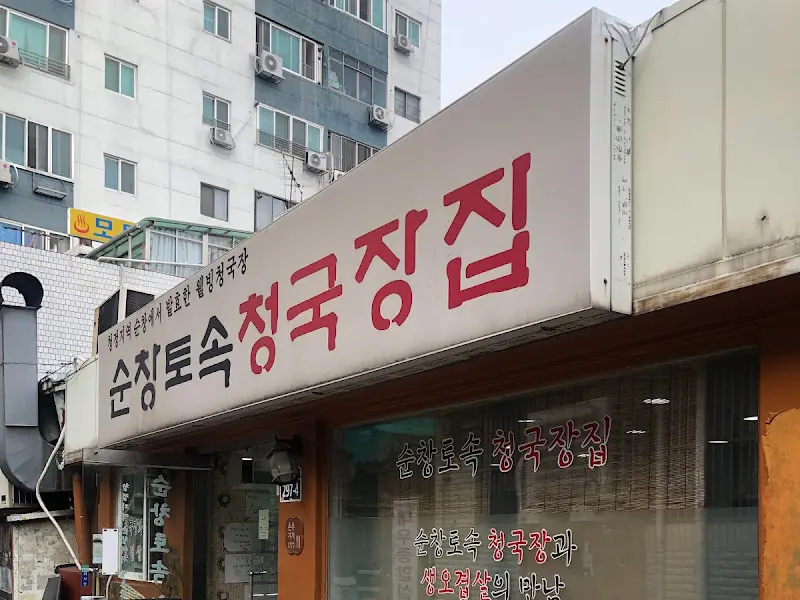 청정지역 순창에서 발효한 웰빙청국장
순창토속청국장집
순창토속 청국장집
순창토속 청국장과
생오겹살의 만남
순창토속
297-4
모